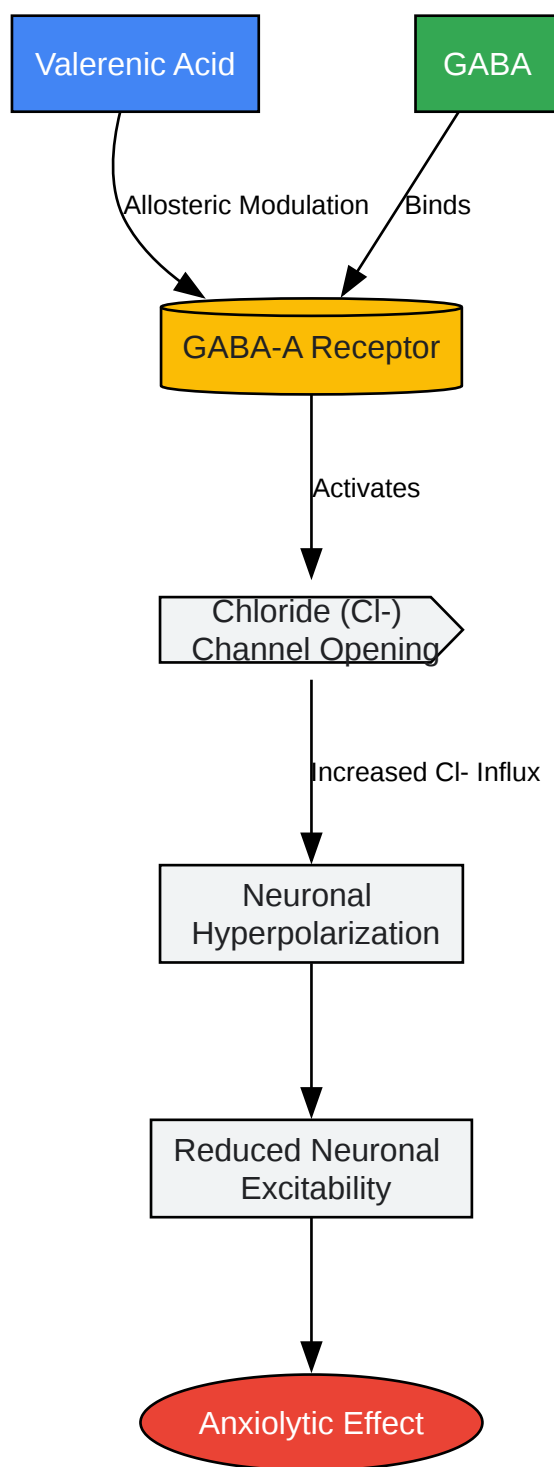 Valerenic Acid
GABA
Allosteric Modulation
Binds
GABA-A Receptor
Activates
Chloride (Cl-)
Channel Opening
Increased Cl- Influx
Neuronal
Hyperpolarization
Reduced Neuronal
Excitability
Anxiolytic Effect